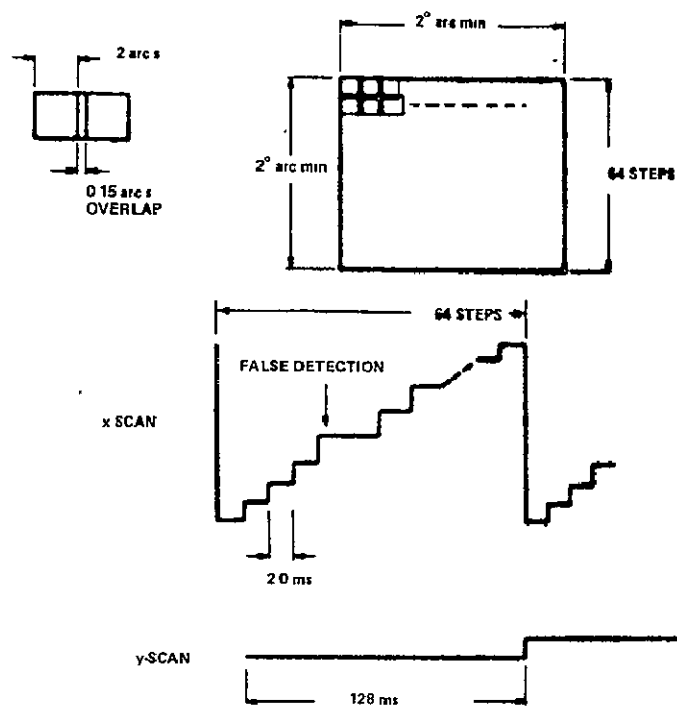 2° arc min
2 arc s
2° arc min
64 STEPS
0 15 arc s
OVERLAP
64 STEPS
FALSE DETECTION
x SCAN
2 0 ms
y-SCAN
128 ms